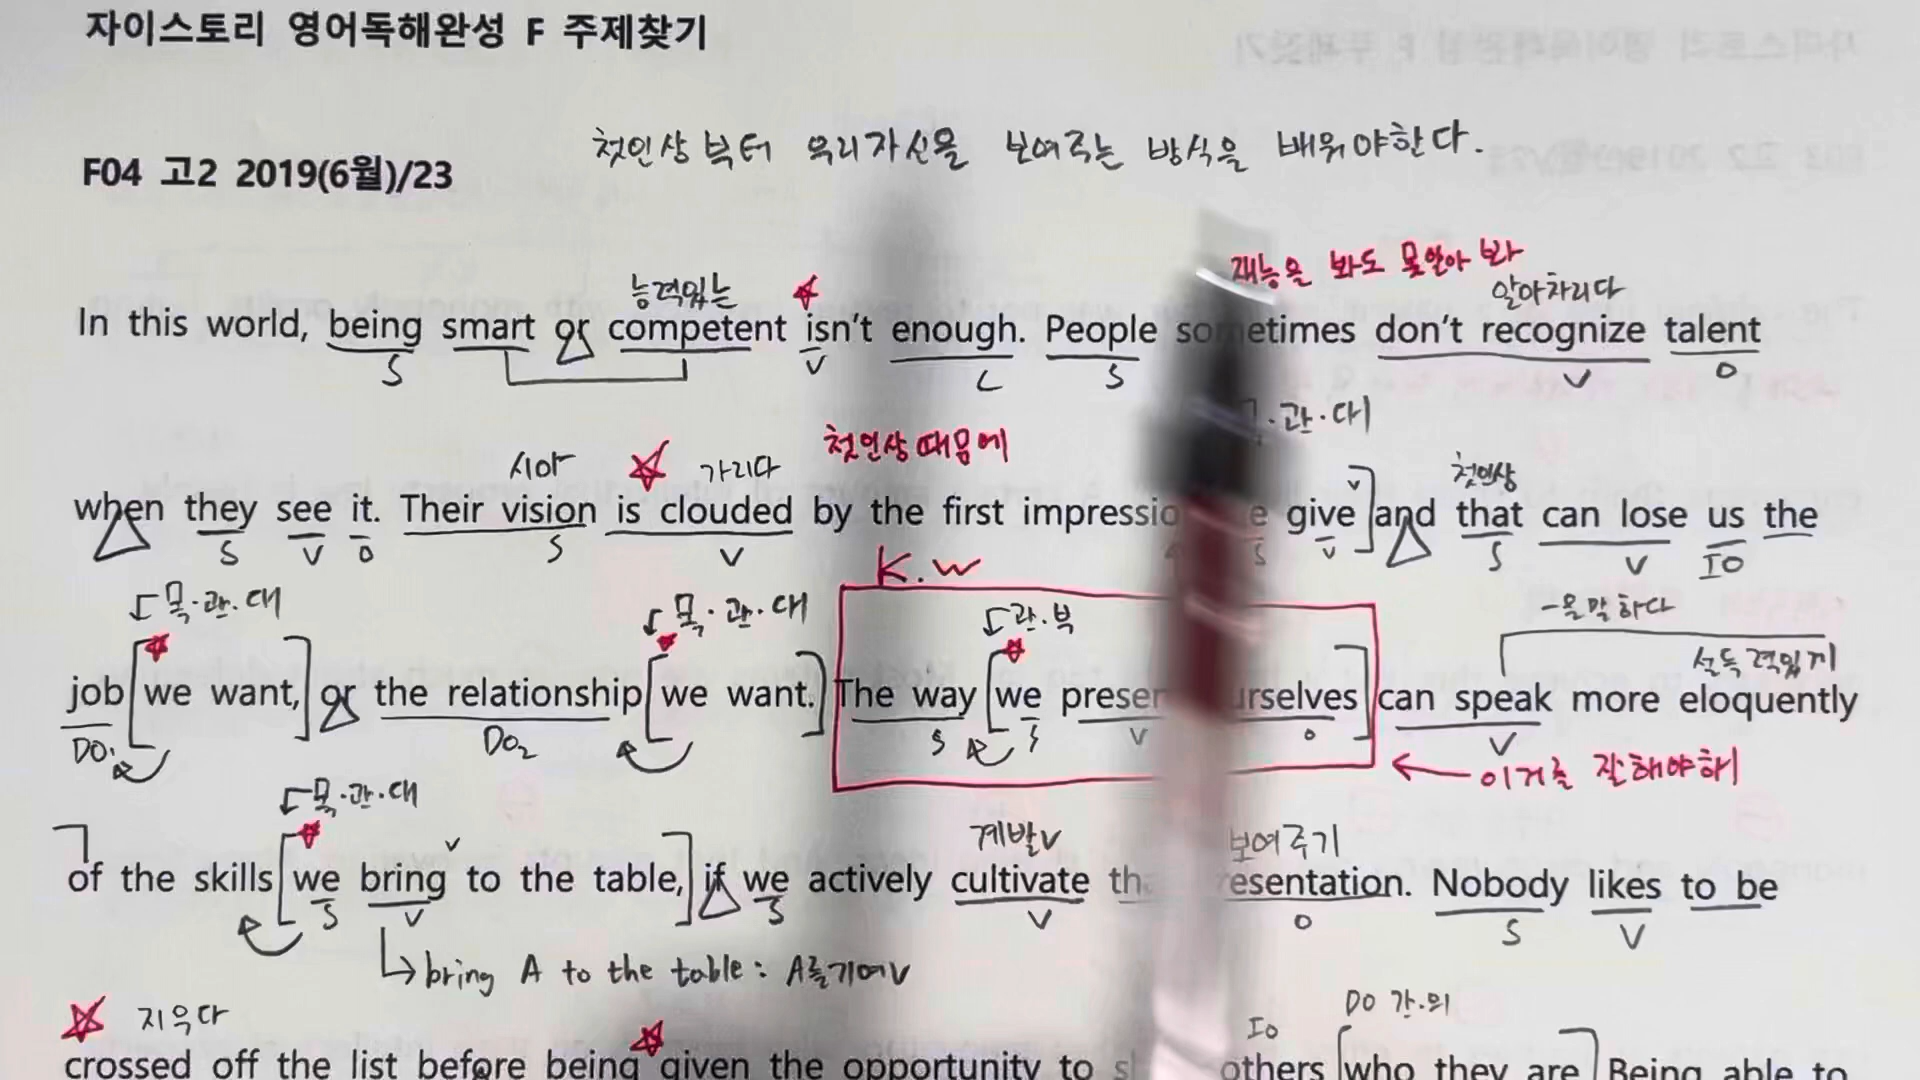 자이스토리 영어독해완성 F 주제찾기
첫인상부터 우리자신을 보여주는 방식을 배워야한다.
F04 고2 2019(6월)/23
재능을 봐도 못알아 봐
능력있는 알아차리다
In this world, being smart or competent isn't enough. People sometimes don't recognize talent
S V C S V O
·관·대
시야 가리다 첫인상때문에 첫인상
when they see it. Their vision is clouded by the first impressio e give and that can lose us the
S V O S V S V S V IO
K.W
목·관·대 목·관·대 관·부 -을말하다
설득력있게
job we want, or the relationship we want. The way we presen urselves can speak more eloquently
DO1 DO2 S S V O V
이거를 잘해야해
목·관·대
계발V 보여주기
of the skills we bring to the table, if we actively cultivate th esentation. Nobody likes to be
S V S V O S V
bring A to the table: A를기여V
지우다 IO DO 간·의
crossed off the list before being given the opportunity to s others who they are Being able to